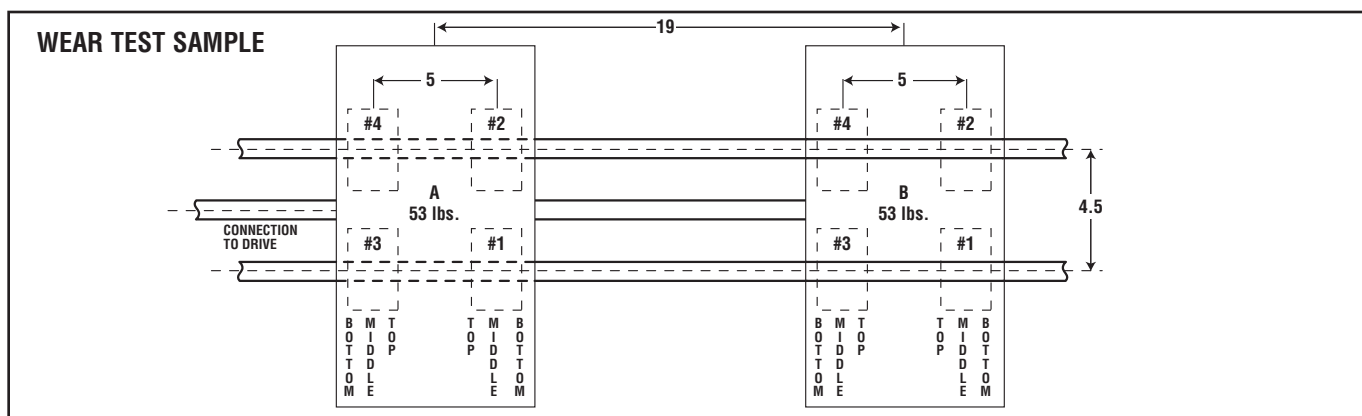 WEAR TEST SAMPLE
19
5
5
#4
#2
#4
#2
A
53 lbs.
B
53 lbs.
4.5
CONNECTION
TO DRIVE
#3
#1
#3
#1
BOTTOM
MIDDLE
TOP
TOP
MIDDLE
BOTTOM
BOTTOM
MIDDLE
TOP
TOP
MIDDLE
BOTTOM